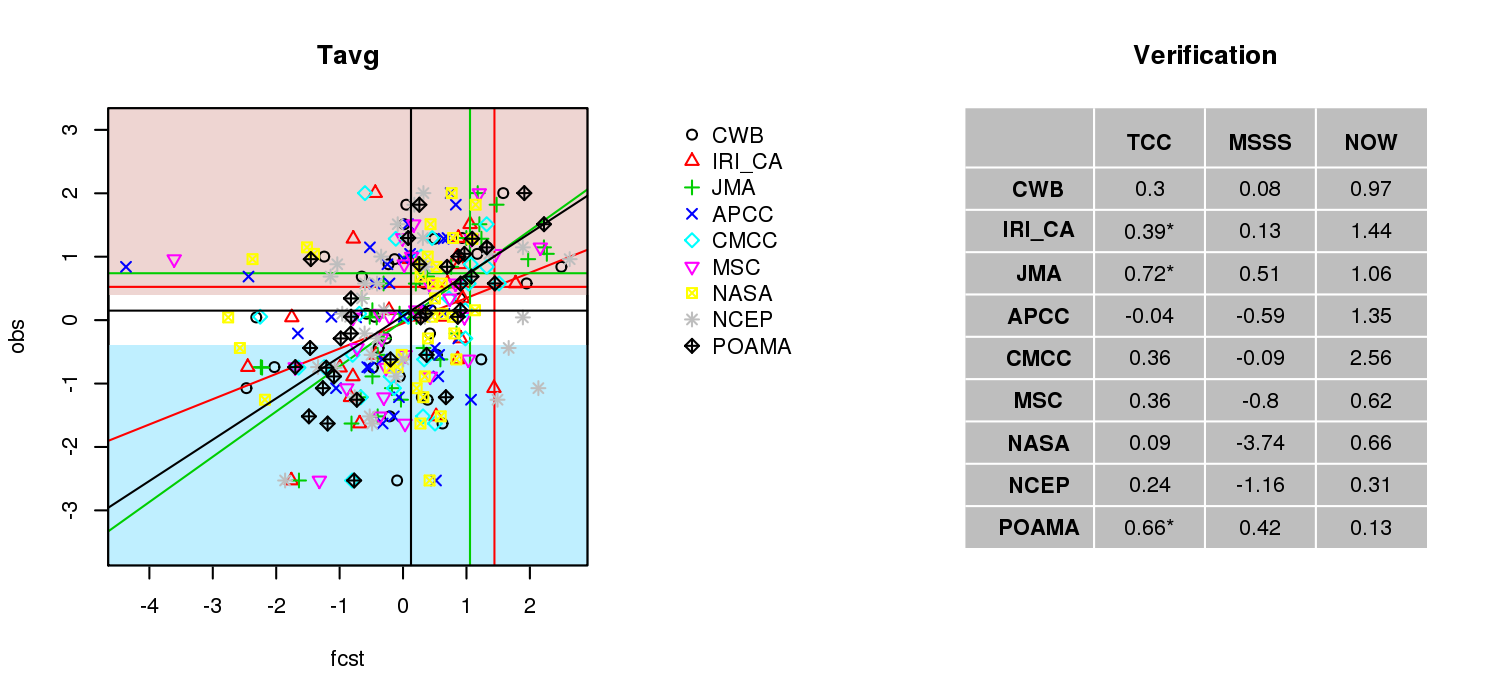 Tavg
Verification
3
2
1
0
-1
-2
-3
obs
-4 -3 -2 -1 0 1 2
fcst
CWB
IRI_CA
JMA
APCC
CMCC
MSC
NASA
NCEP
POAMA
TCC MSSS NOW
CWB 0.3 0.08 0.97
IRI_CA 0.39* 0.13 1.44
JMA 0.72* 0.51 1.06
APCC -0.04 -0.59 1.35
CMCC 0.36 -0.09 2.56
MSC 0.36 -0.8 0.62
NASA 0.09 -3.74 0.66
NCEP 0.24 -1.16 0.31
POAMA 0.66* 0.42 0.13